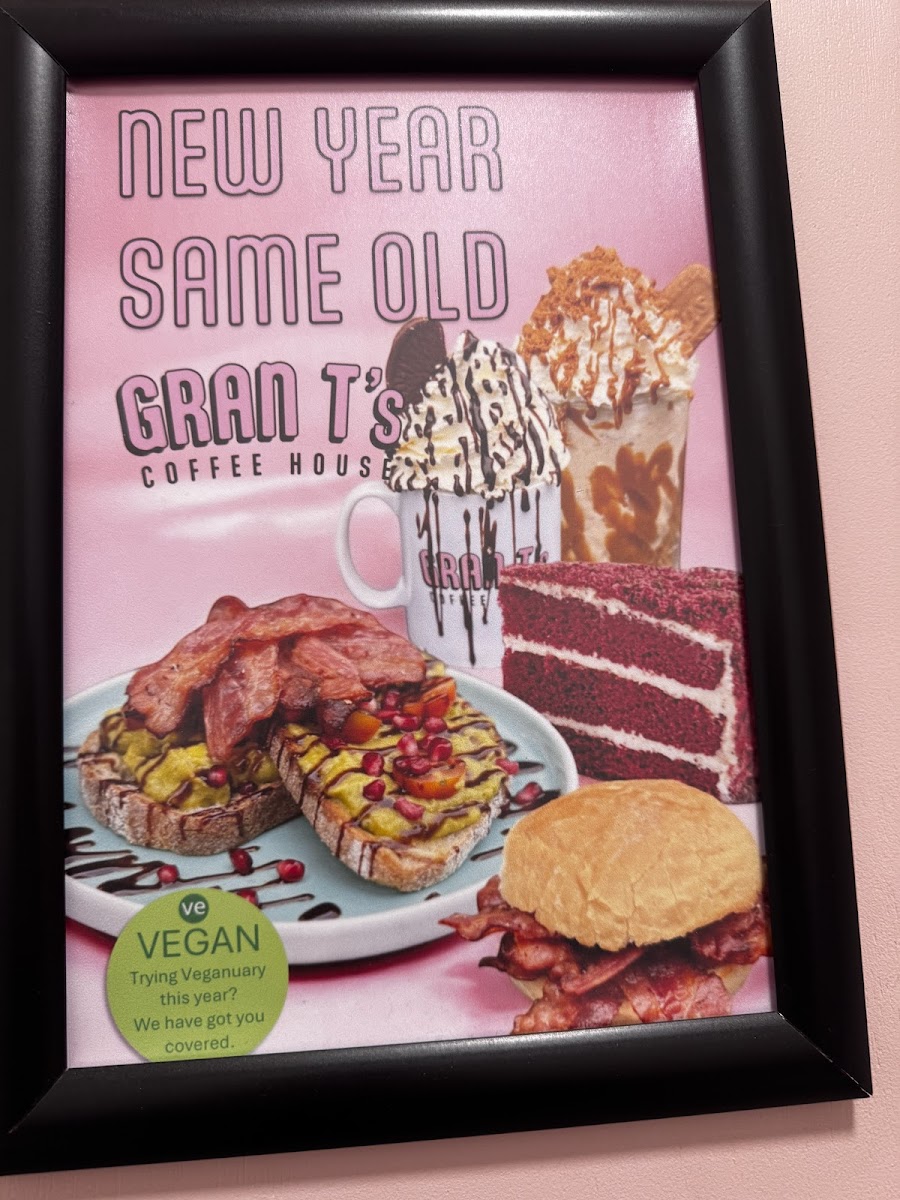 NEW YEAR
SAME OLD
GRAN T's
COFFEE HOUSE
GRAN T's
COFFEE
ve
VEGAN
Trying Veganuary
this year?
We have got you
covered.